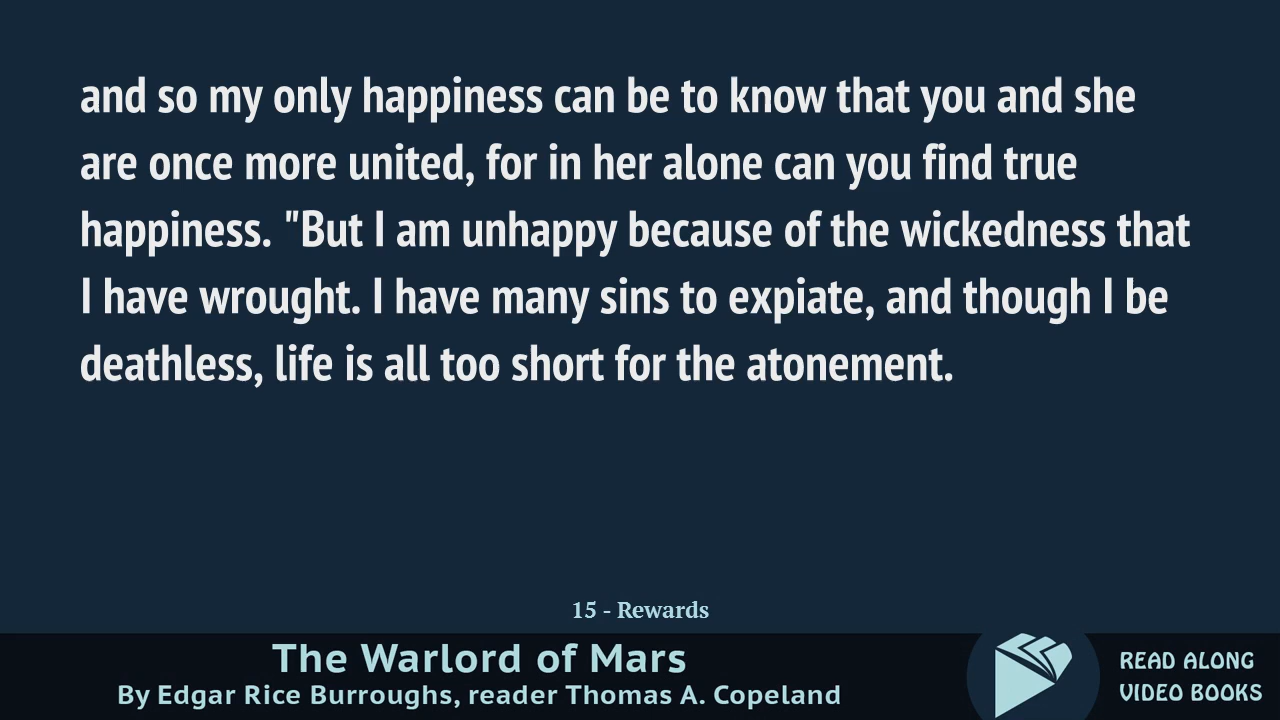 and so my only happiness can be to know that you and she
are once more united, for in her alone can you find true
happiness. "But I am unhappy because of the wickedness that
I have wrought. I have many sins to expiate, and though I be
deathless, life is all too short for the atonement.
15 - Rewards
The Warlord of Mars
By Edgar Rice Burroughs, reader Thomas A. Copeland
READ ALONG
VIDEO BOOKS